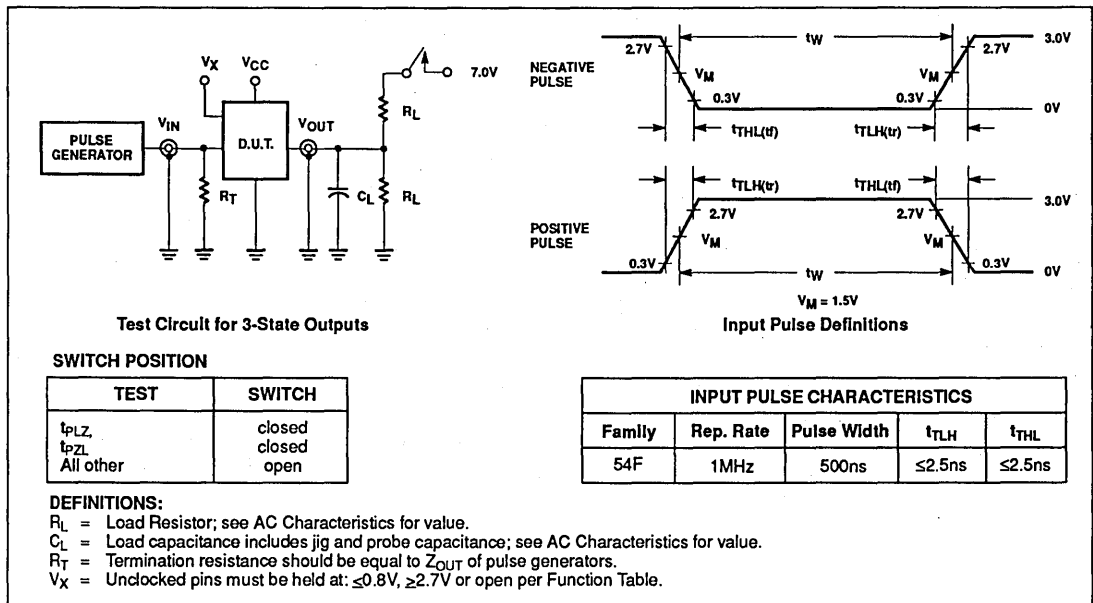 PULSE
GENERATOR
VIN
VX
VCC
D.U.T.
VOUT
RT
CL
RL
RL
7.0V
Test Circuit for 3-State Outputs
NEGATIVE
PULSE
2.7V
VM
0.3V
tW
0.3V
VM
2.7V
3.0V
0V
tTHL(tf)
tTLH(tr)
tTLH(tr)
tTHL(tf)
POSITIVE
PULSE
2.7V
VM
0.3V
tW
2.7V
VM
0.3V
3.0V
0V
VM = 1.5V
Input Pulse Definitions
SWITCH POSITION
TEST SWITCH
tPLZ, closed
tPZL closed
All other open
INPUT PULSE CHARACTERISTICS
Family Rep. Rate Pulse Width tTLH tTHL
54F 1MHz 500ns ≤2.5ns ≤2.5ns
DEFINITIONS:
RL = Load Resistor; see AC Characteristics for value.
CL = Load capacitance includes jig and probe capacitance; see AC Characteristics for value.
RT = Termination resistance should be equal to ZOUT of pulse generators.
VX = Unclocked pins must be held at: ≤0.8V, ≥2.7V or open per Function Table.